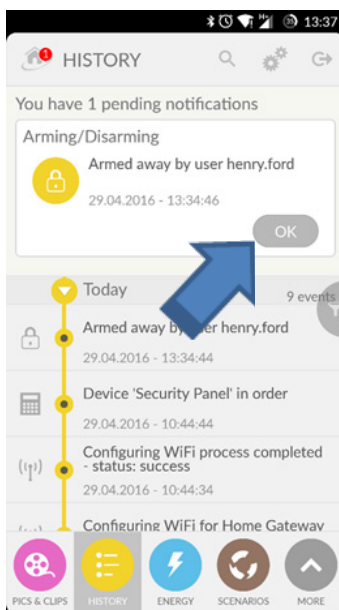 13:37
1
HISTORY
You have 1 pending notifications
Arming/Disarming
Armed away by user henry.ford
29.04.2016 - 13:34:46
OK
Today
9 events
Armed away by user henry.ford
29.04.2016 - 13:34:44
Device 'Security Panel' in order
29.04.2016 - 10:44:44
Configuring WiFi process completed
- status: success
29.04.2016 - 10:44:34
Configuring WiFi for Home Gateway
PICS & CLIPS HISTORY ENERGY SCENARIOS MORE